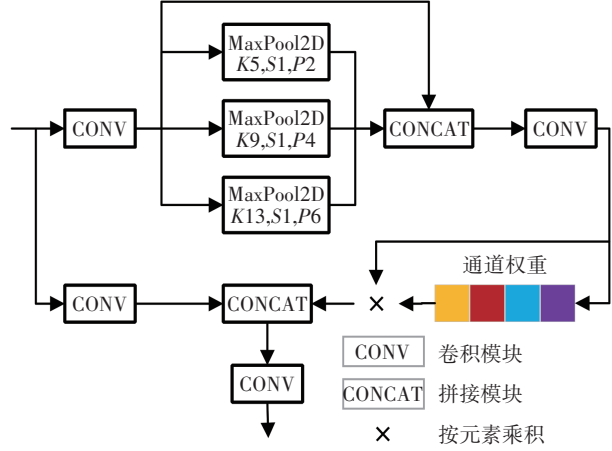 MaxPool2D
K5,S1,P2
CONV
MaxPool2D
K9,S1,P4
CONCAT
CONV
MaxPool2D
K13,S1,P6
通道权重
CONV
CONCAT
×
CONV
CONV 卷积模块
CONCAT 拼接模块
× 按元素乘积